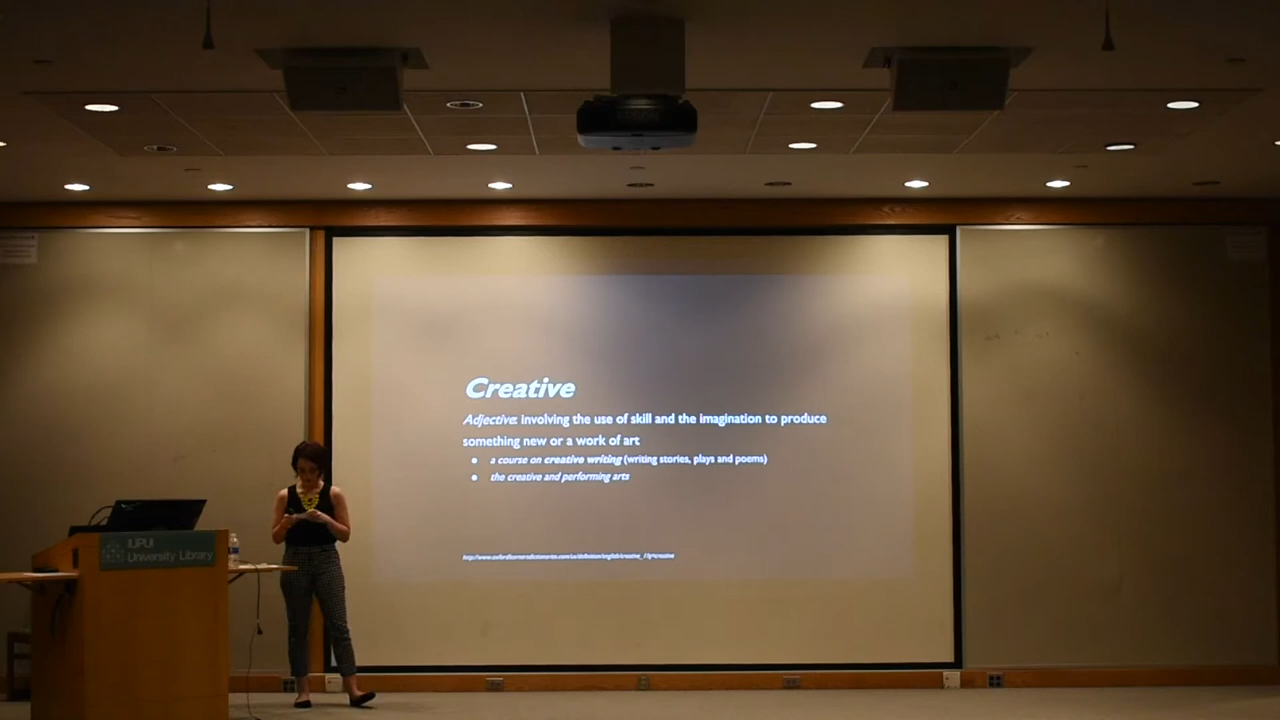 Creative
Adjective: involving the use of skill and the imagination to produce
something new or a work of art
a course on creative writing (writing stories, plays and poems)
the creative and performing arts
IUPUI
University Library